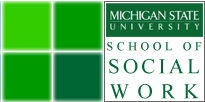 MICHIGAN STATE
UNIVERSITY
SCHOOL OF
SOCIAL
WORK